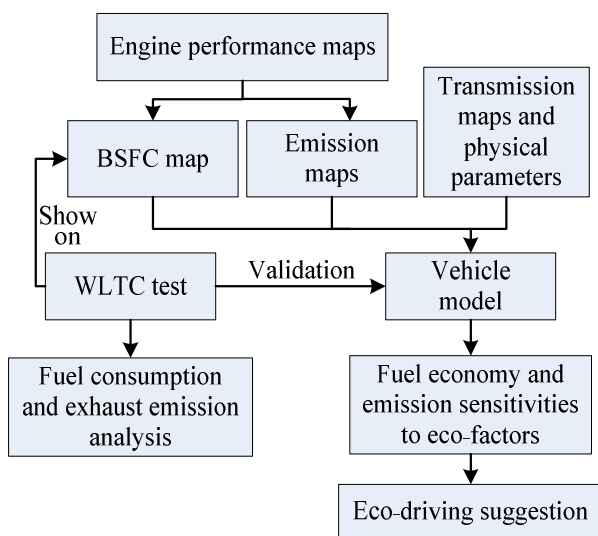 Engine performance maps
BSFC map
Emission
maps
Transmission
maps and
physical
parameters
Show
on
WLTC test
Validation
Vehicle
model
Fuel consumption
and exhaust emission
analysis
Fuel economy and
emission sensitivities
to eco-factors
Eco-driving suggestion